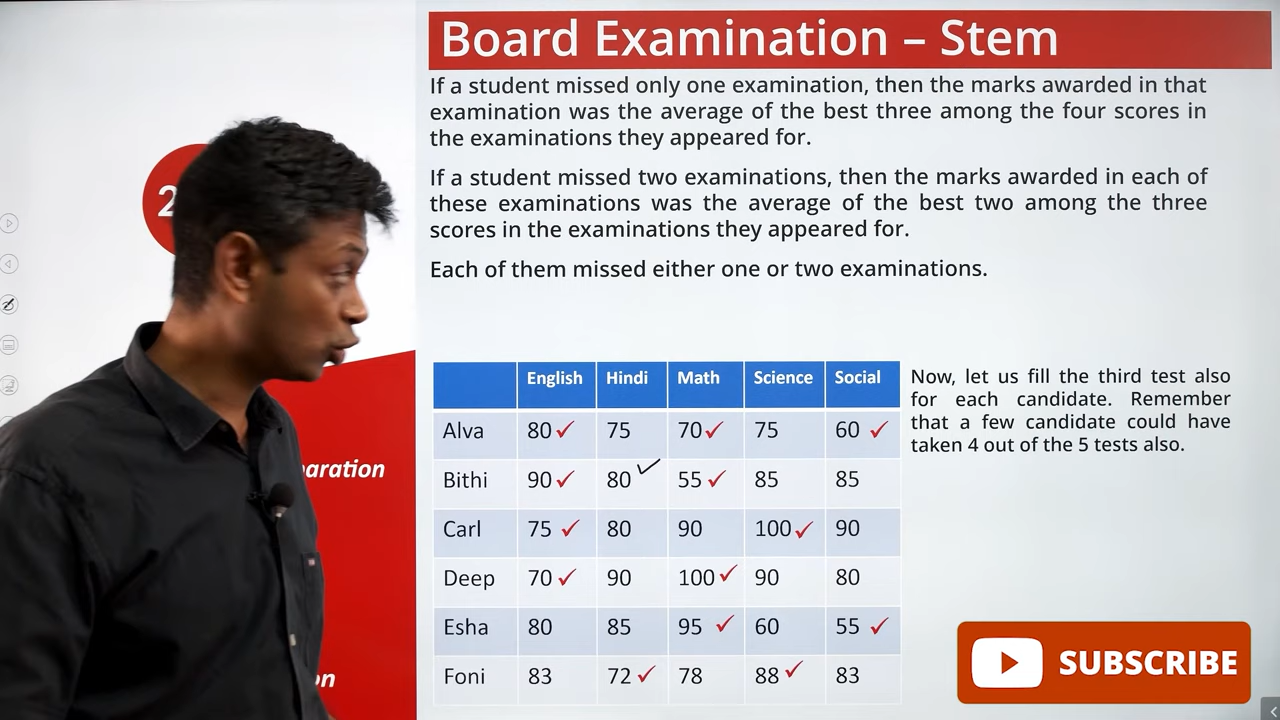 Board Examination – Stem
If a student missed only one examination, then the marks awarded in that
examination was the average of the best three among the four scores in
the examinations they appeared for.
If a student missed two examinations, then the marks awarded in each of
these examinations was the average of the best two among the three
scores in the examinations they appeared for.
Each of them missed either one or two examinations.
2
paration
on
English Hindi Math Science Social
Alva 80✓ 75 70✓ 75 60✓
Bithi 90✓ 80✓ 55✓ 85 85
Carl 75✓ 80 90 100✓ 90
Deep 70✓ 90 100✓ 90 80
Esha 80 85 95✓ 60 55✓
Foni 83 72✓ 78 88✓ 83
Now, let us fill the third test also
for each candidate. Remember
that a few candidate could have
taken 4 out of the 5 tests also.
SUBSCRIBE